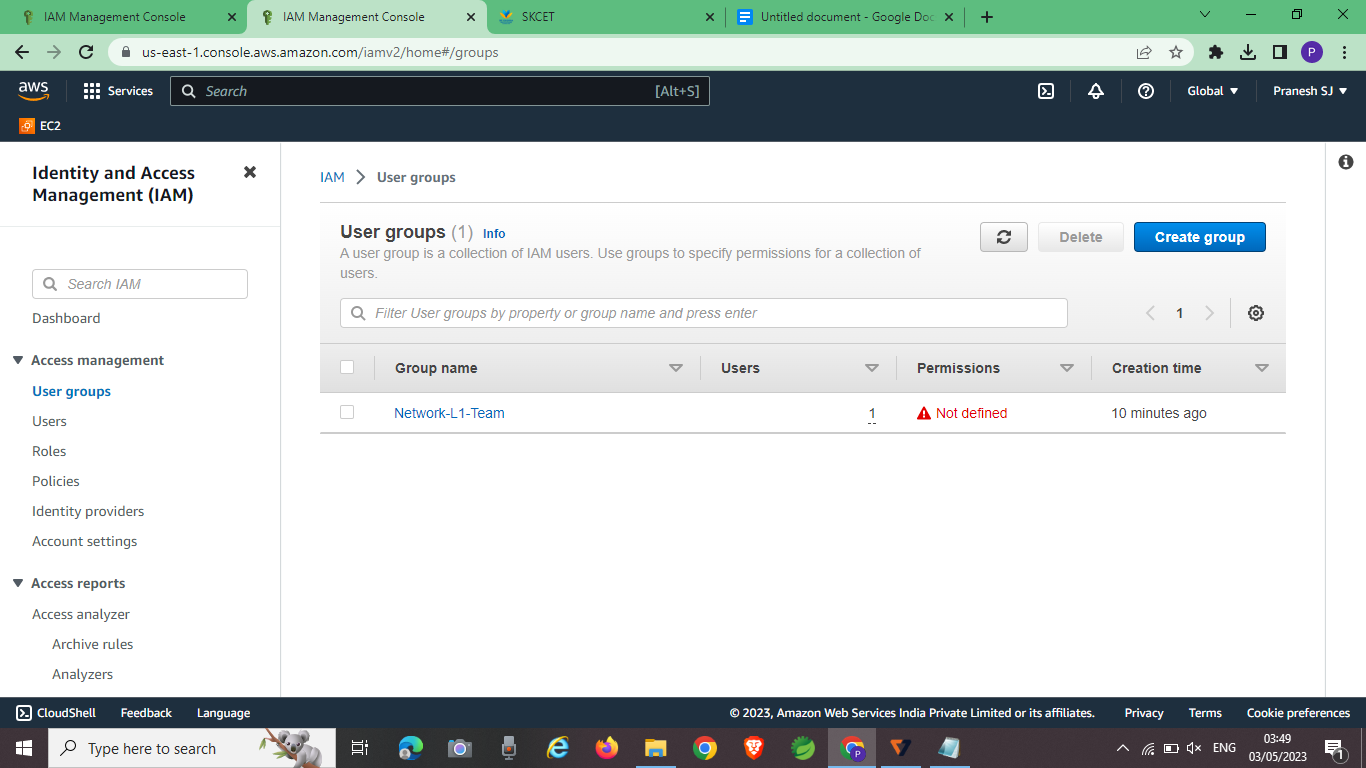 IAM Management Console
IAM Management Console
SKCET
Untitled document - Google Doc
us-east-1.console.aws.amazon.com/iamv2/home#/groups
P
aws
Services
Search
[Alt+S]
Global
Pranesh SJ
EC2
Identity and Access
Management (IAM)
Search IAM
Dashboard
Access management
User groups
Users
Roles
Policies
Identity providers
Account settings
Access reports
Access analyzer
Archive rules
Analyzers
IAM > User groups
User groups (1) Info
A user group is a collection of IAM users. Use groups to specify permissions for a collection of
users.
Delete
Create group
Filter User groups by property or group name and press enter
1
Group name
Users
Permissions
Creation time
Network-L1-Team
1
Not defined
10 minutes ago
CloudShell
Feedback
Language
© 2023, Amazon Web Services India Private Limited or its affiliates.
Privacy
Terms
Cookie preferences
Type here to search
P
ENG
03:49
03/05/2023
1